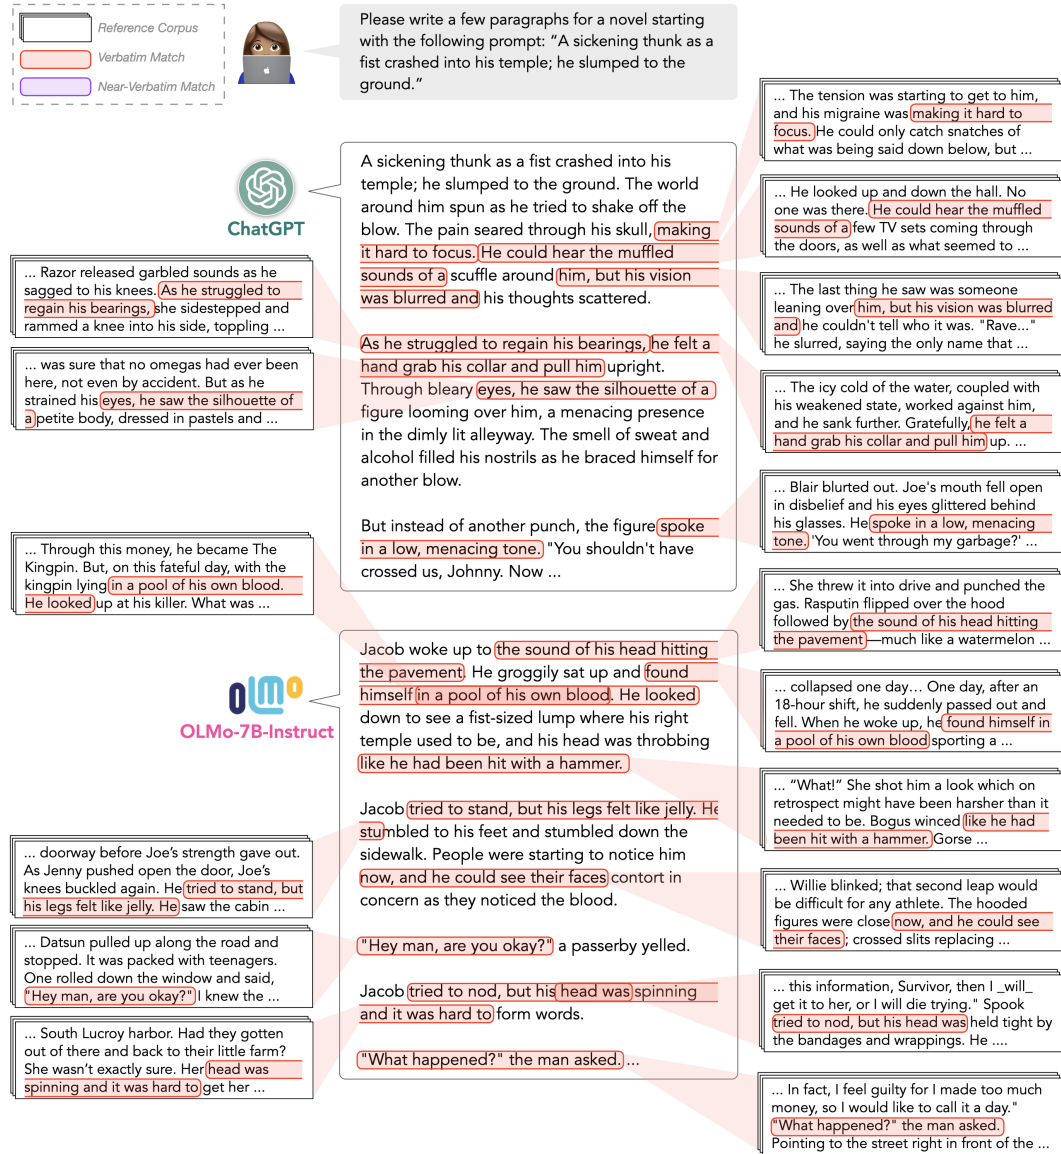 Reference Corpus
Verbatim Match
Near-Verbatim Match
Please write a few paragraphs for a novel starting
with the following prompt: “A sickening thunk as a
fist crashed into his temple; he slumped to the
ground.”
ChatGPT
A sickening thunk as a fist crashed into his
temple; he slumped to the ground. The world
around him spun as he tried to shake off the
blow. The pain seared through his skull, making
it hard to focus. He could hear the muffled
sounds of a scuffle around him, but his vision
was blurred and his thoughts scattered.
As he struggled to regain his bearings, he felt a
hand grab his collar and pull him upright.
Through bleary eyes, he saw the silhouette of a
figure looming over him, a menacing presence
in the dimly lit alleyway. The smell of sweat and
alcohol filled his nostrils as he braced himself for
another blow.
But instead of another punch, the figure spoke
in a low, menacing tone. "You shouldn't have
crossed us, Johnny. Now ...
... Razor released garbled sounds as he
sagged to his knees. As he struggled to
regain his bearings, she sidestepped and
rammed a knee into his side, toppling ...
... was sure that no omegas had ever been
here, not even by accident. But as he
strained his eyes, he saw the silhouette of
a petite body, dressed in pastels and ...
... Through this money, he became The
Kingpin. But, on this fateful day, with the
kingpin lying in a pool of his own blood.
He looked up at his killer. What was ...
... The tension was starting to get to him,
and his migraine was making it hard to
focus. He could only catch snatches of
what was being said down below, but ...
... He looked up and down the hall. No
one was there. He could hear the muffled
sounds of a few TV sets coming through
the doors, as well as what seemed to ...
... The last thing he saw was someone
leaning over him, but his vision was blurred
and he couldn't tell who it was. "Rave..."
he slurred, saying the only name that ...
... The icy cold of the water, coupled with
his weakened state, worked against him,
and he sank further. Gratefully, he felt a
hand grab his collar and pull him up. ...
... Blair blurted out. Joe's mouth fell open
in disbelief and his eyes glittered behind
his glasses. He spoke in a low, menacing
tone. 'You went through my garbage?' ...
... She threw it into drive and punched the
gas. Rasputin flipped over the hood
followed by the sound of his head hitting
the pavement—much like a watermelon ...
OLMo
OLMo-7B-Instruct
Jacob woke up to the sound of his head hitting
the pavement. He groggily sat up and found
himself in a pool of his own blood. He looked
down to see a fist-sized lump where his right
temple used to be, and his head was throbbing
like he had been hit with a hammer.
Jacob tried to stand, but his legs felt like jelly. He
stumbled to his feet and stumbled down the
sidewalk. People were starting to notice him
now, and he could see their faces contort in
concern as they noticed the blood.
"Hey man, are you okay?" a passerby yelled.
Jacob tried to nod, but his head was spinning
and it was hard to form words.
"What happened?" the man asked. ...
... doorway before Joe’s strength gave out.
As Jenny pushed open the door, Joe’s
knees buckled again. He tried to stand, but
his legs felt like jelly. He saw the cabin ...
... Datsun pulled up along the road and
stopped. It was packed with teenagers.
One rolled down the window and said,
"Hey man, are you okay?" I knew the ...
... South Lucroy harbor. Had they gotten
out of there and back to their little farm?
She wasn’t exactly sure. Her head was
spinning and it was hard to get her ...
... collapsed one day… One day, after an
18-hour shift, he suddenly passed out and
fell. When he woke up, he found himself in
a pool of his own blood sporting a ...
... “What!” She shot him a look which on
retrospect might have been harsher than it
needed to be. Bogus winced like he had
been hit with a hammer. Gorse ...
... Willie blinked; that second leap would
be difficult for any athlete. The hooded
figures were close now, and he could see
their faces; crossed slits replacing ...
... this information, Survivor, then I _will_
get it to her, or I will die trying." Spook
tried to nod, but his head was held tight by
the bandages and wrappings. He ....
... In fact, I feel guilty for I made too much
money, so I would like to call it a day."
"What happened?" the man asked.
Pointing to the street right in front of the ...